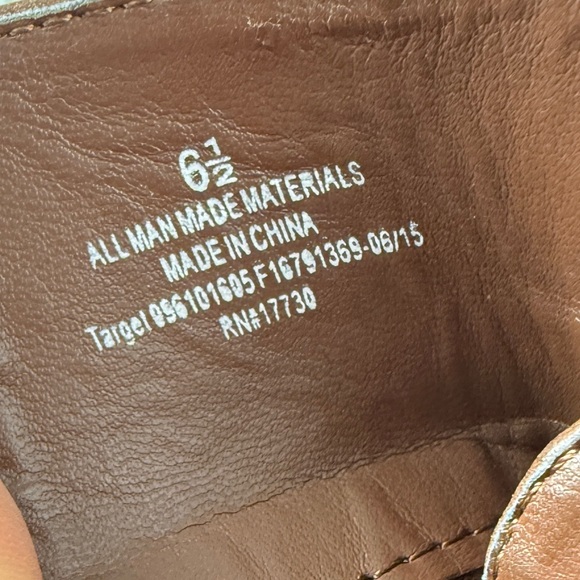 6 1/2
ALL MAN MADE MATERIALS
MADE IN CHINA
Target 096101605 F16791369-06/15
RN#17730